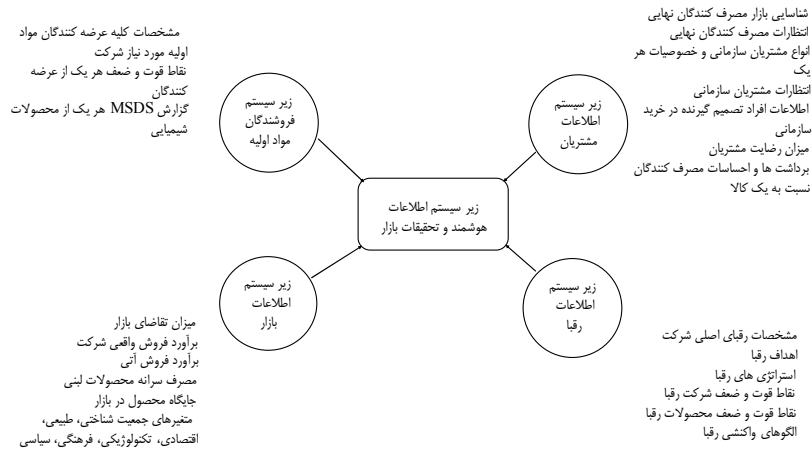 شناسایی بازار مصرف کنندگان نهایی
انتظارات مصرف کنندگان نهایی
انواع مشتریان سازمانی و خصوصیات هر
یک
انتظارات مشتریان سازمانی
اطلاعات افراد تصمیم گیرنده در خرید
سازمانی
میزان رضایت مشتریان
برداشت ها و احساسات مصرف کنندگان
نسبت به یک کالا
زیر سیستم
اطلاعات
مشتریان
زیر سیستم
فروشندگان
مواد اولیه
مشخصات کلیه عرضه کنندگان مواد
اولیه مورد نیاز شرکت
نقاط قوت و ضعف هر یک از عرضه
کنندگان
گزارش MSDS هر یک از محصولات
شیمیایی
زیر سیستم اطلاعات
هوشمند و تحقیقات بازار
زیر سیستم
اطلاعات
رقبا
زیر سیستم
اطلاعات
بازار
مشخصات رقبای اصلی شرکت
اهداف رقبا
استراتژی های رقبا
نقاط قوت و ضعف شرکت رقبا
نقاط قوت و ضعف محصولات رقبا
الگوهای واکنشی رقبا
میزان تقاضای بازار
برآورد فروش واقعی شرکت
برآورد فروش آتی
مصرف سرانه محصولات لبنی
جایگاه محصول در بازار
متغیرهای جمعیت شناختی، طبیعی،
اقتصادی، تکنولوژیکی، فرهنگی، سیاسی